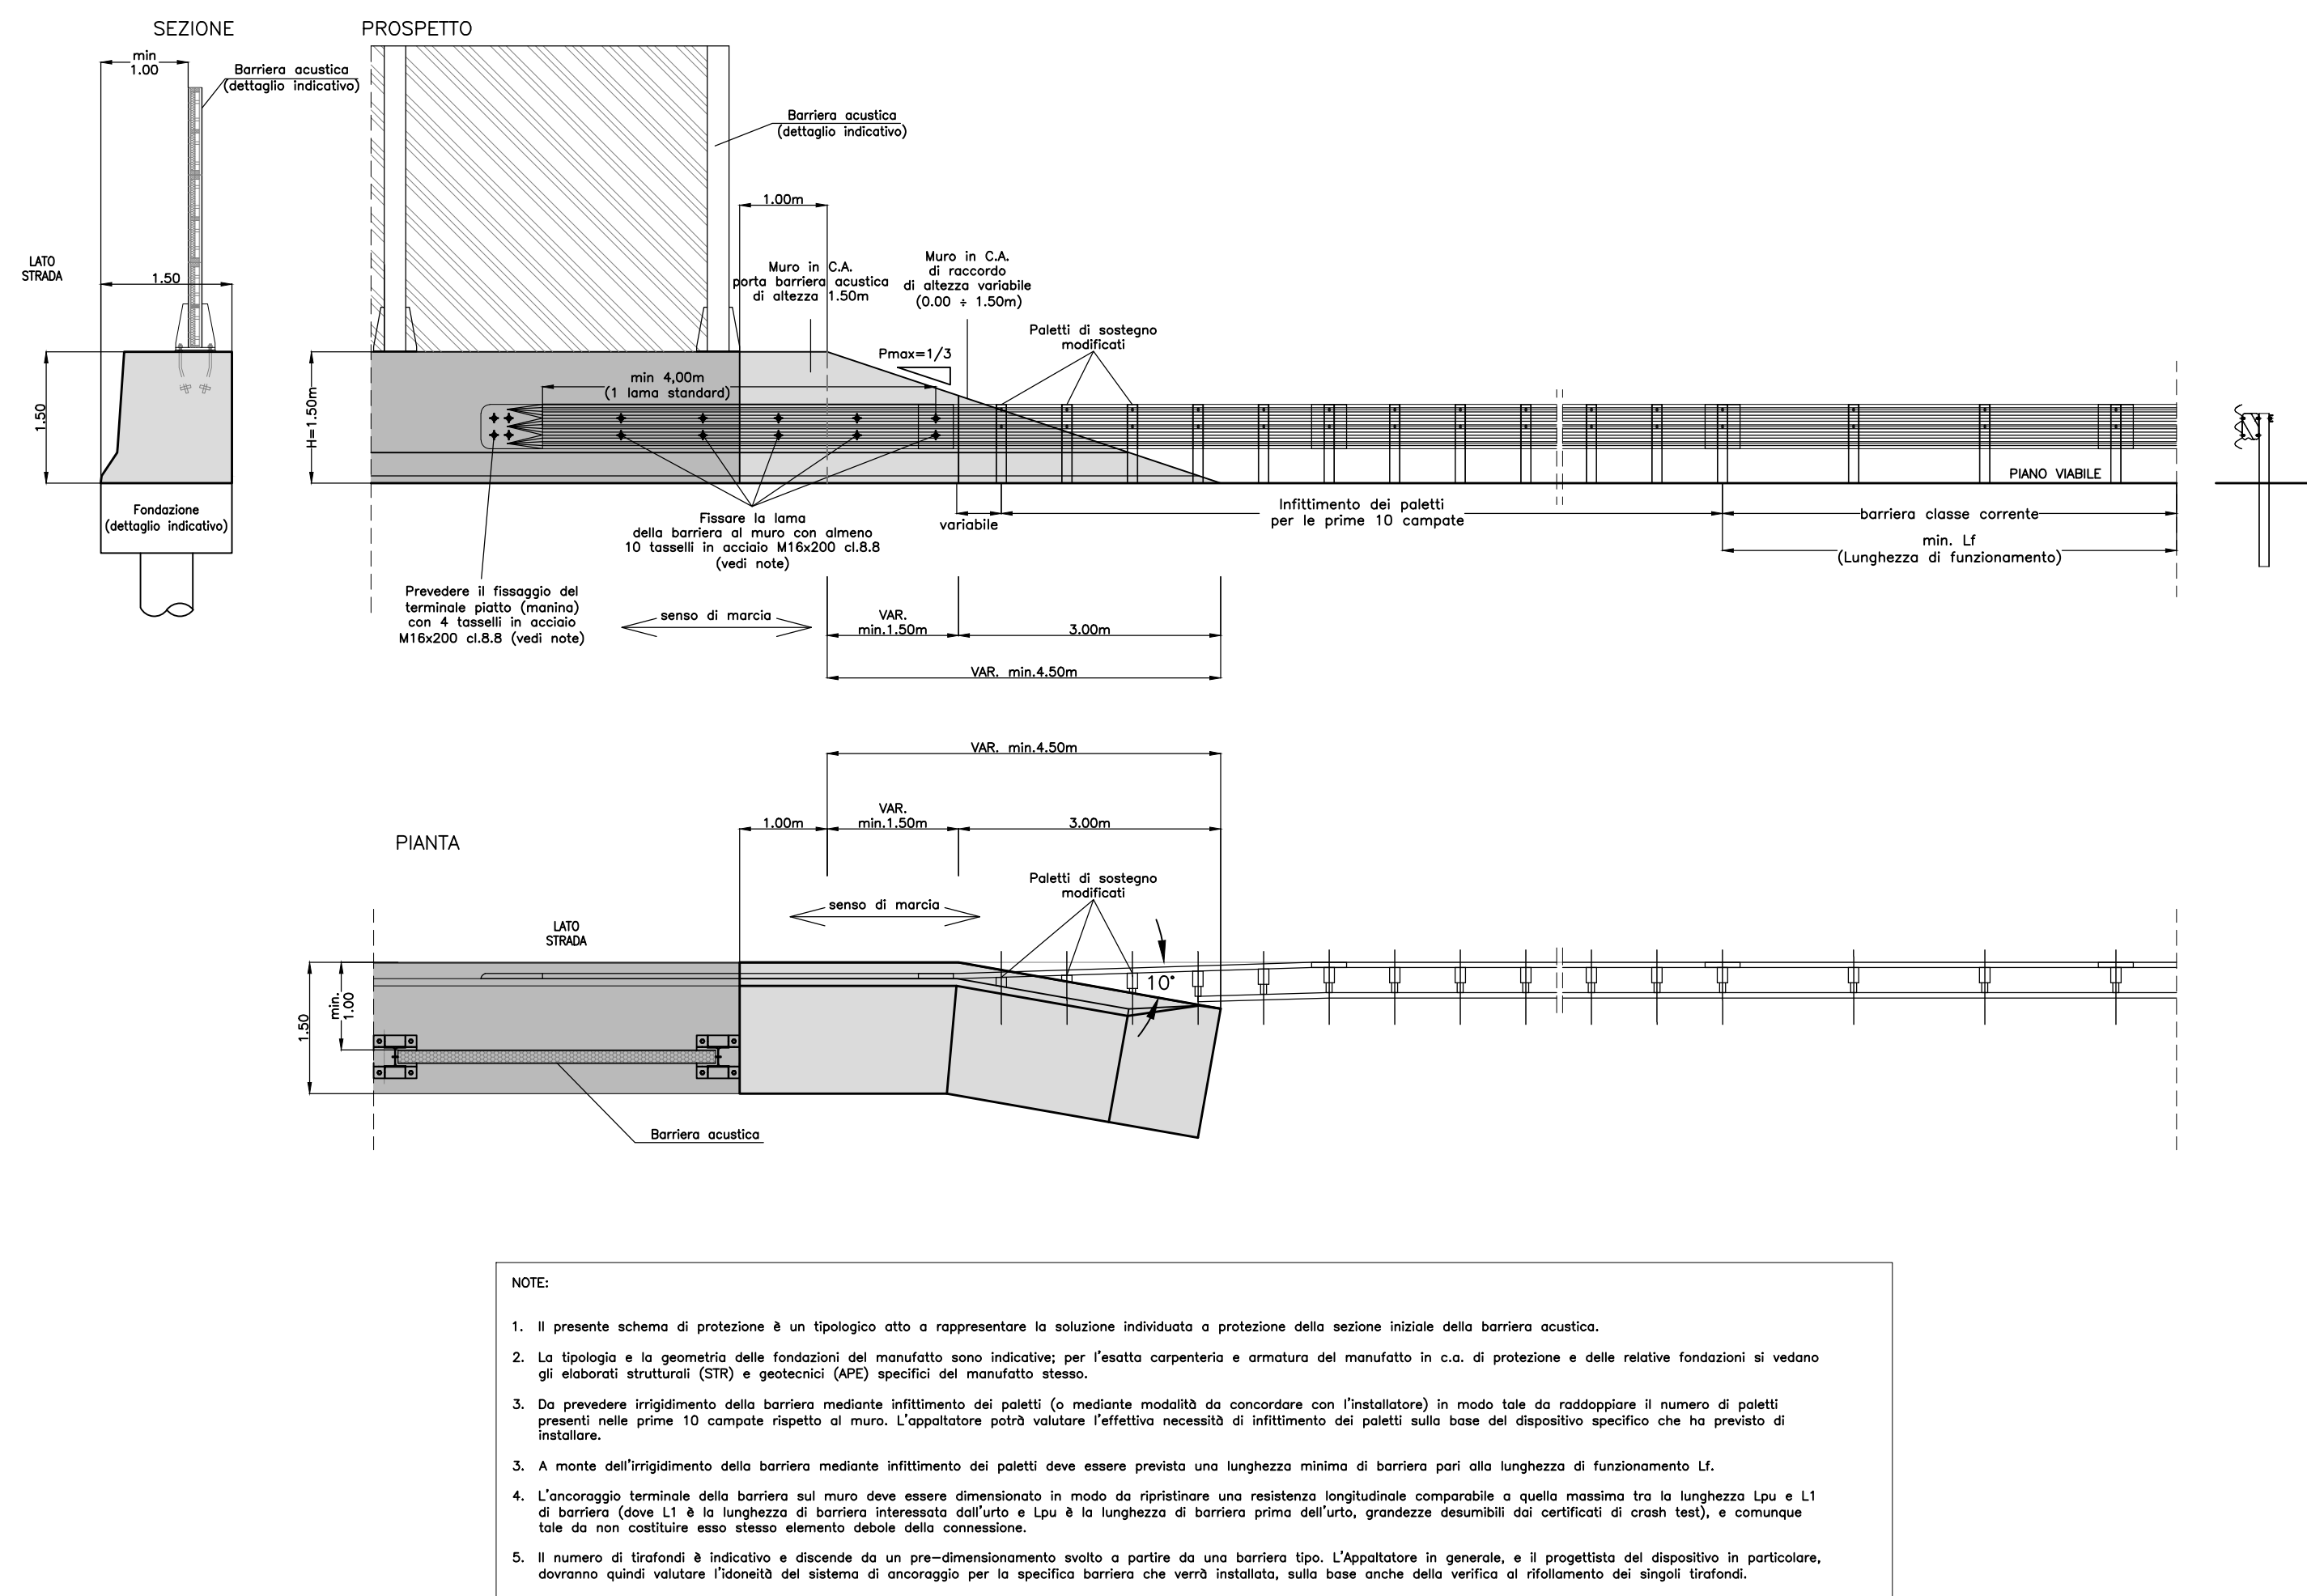 SEZIONE
min
1.00
Barriera acustica
(dettaglio indicativo)
LATO
STRADA
1.50
1.50
Fondazione
(dettaglio indicativo)
PROSPETTO
Barriera acustica
(dettaglio indicativo)
1.00m
Muro in C.A.
porta barriera acustica
di altezza 1.50m
Muro in C.A.
di raccordo
di altezza variabile
(0.00 ÷ 1.50m)
Paletti di sostegno
modificati
Pmax=1/3
min 4,00m
(1 lama standard)
H=1.50m
PIANO VIABILE
variabile
Infittimento dei paletti
per le prime 10 campate
barriera classe corrente
min. Lf
(Lunghezza di funzionamento)
Fissare la lama
della barriera al muro con almeno
10 tasselli in acciaio M16x200 cl.8.8
(vedi note)
Prevedere il fissaggio del
terminale piatto (manina)
con 4 tasselli in acciaio
M16x200 cl.8.8 (vedi note)
senso di marcia
VAR.
min.1.50m
3.00m
VAR. min.4.50m
VAR. min.4.50m
PIANTA
1.00m
VAR.
min.1.50m
3.00m
Paletti di sostegno
modificati
senso di marcia
LATO
STRADA
10°
1.50
min.
1.00
Barriera acustica
NOTE:
1. Il presente schema di protezione è un tipologico atto a rappresentare la soluzione individuata a protezione della sezione iniziale della barriera acustica.
2. La tipologia e la geometria delle fondazioni del manufatto sono indicative; per l'esatta carpenteria e armatura del manufatto in c.a. di protezione e delle relative fondazioni si vedano
gli elaborati strutturali (STR) e geotecnici (APE) specifici del manufatto stesso.
3. Da prevedere irrigidimento della barriera mediante infittimento dei paletti (o mediante modalità da concordare con l'installatore) in modo tale da raddoppiare il numero di paletti
presenti nelle prime 10 campate rispetto al muro. L'appaltatore potrà valutare l'effettiva necessità di infittimento dei paletti sulla base del dispositivo specifico che ha previsto di
installare.
3. A monte dell'irrigidimento della barriera mediante infittimento dei paletti deve essere prevista una lunghezza minima di barriera pari alla lunghezza di funzionamento Lf.
4. L'ancoraggio terminale della barriera sul muro deve essere dimensionato in modo da ripristinare una resistenza longitudinale comparabile a quella massima tra la lunghezza Lpu e L1
di barriera (dove L1 è la lunghezza di barriera interessata dall'urto e Lpu è la lunghezza di barriera prima dell'urto, grandezze desumibili dai certificati di crash test), e comunque
tale da non costituire esso stesso elemento debole della connessione.
5. Il numero di tirafondi è indicativo e discende da un pre-dimensionamento svolto a partire da una barriera tipo. L'Appaltatore in generale, e il progettista del dispositivo in particolare,
dovranno quindi valutare l'idoneità del sistema di ancoraggio per la specifica barriera che verrà installata, sulla base anche della verifica al rifollamento dei singoli tirafondi.